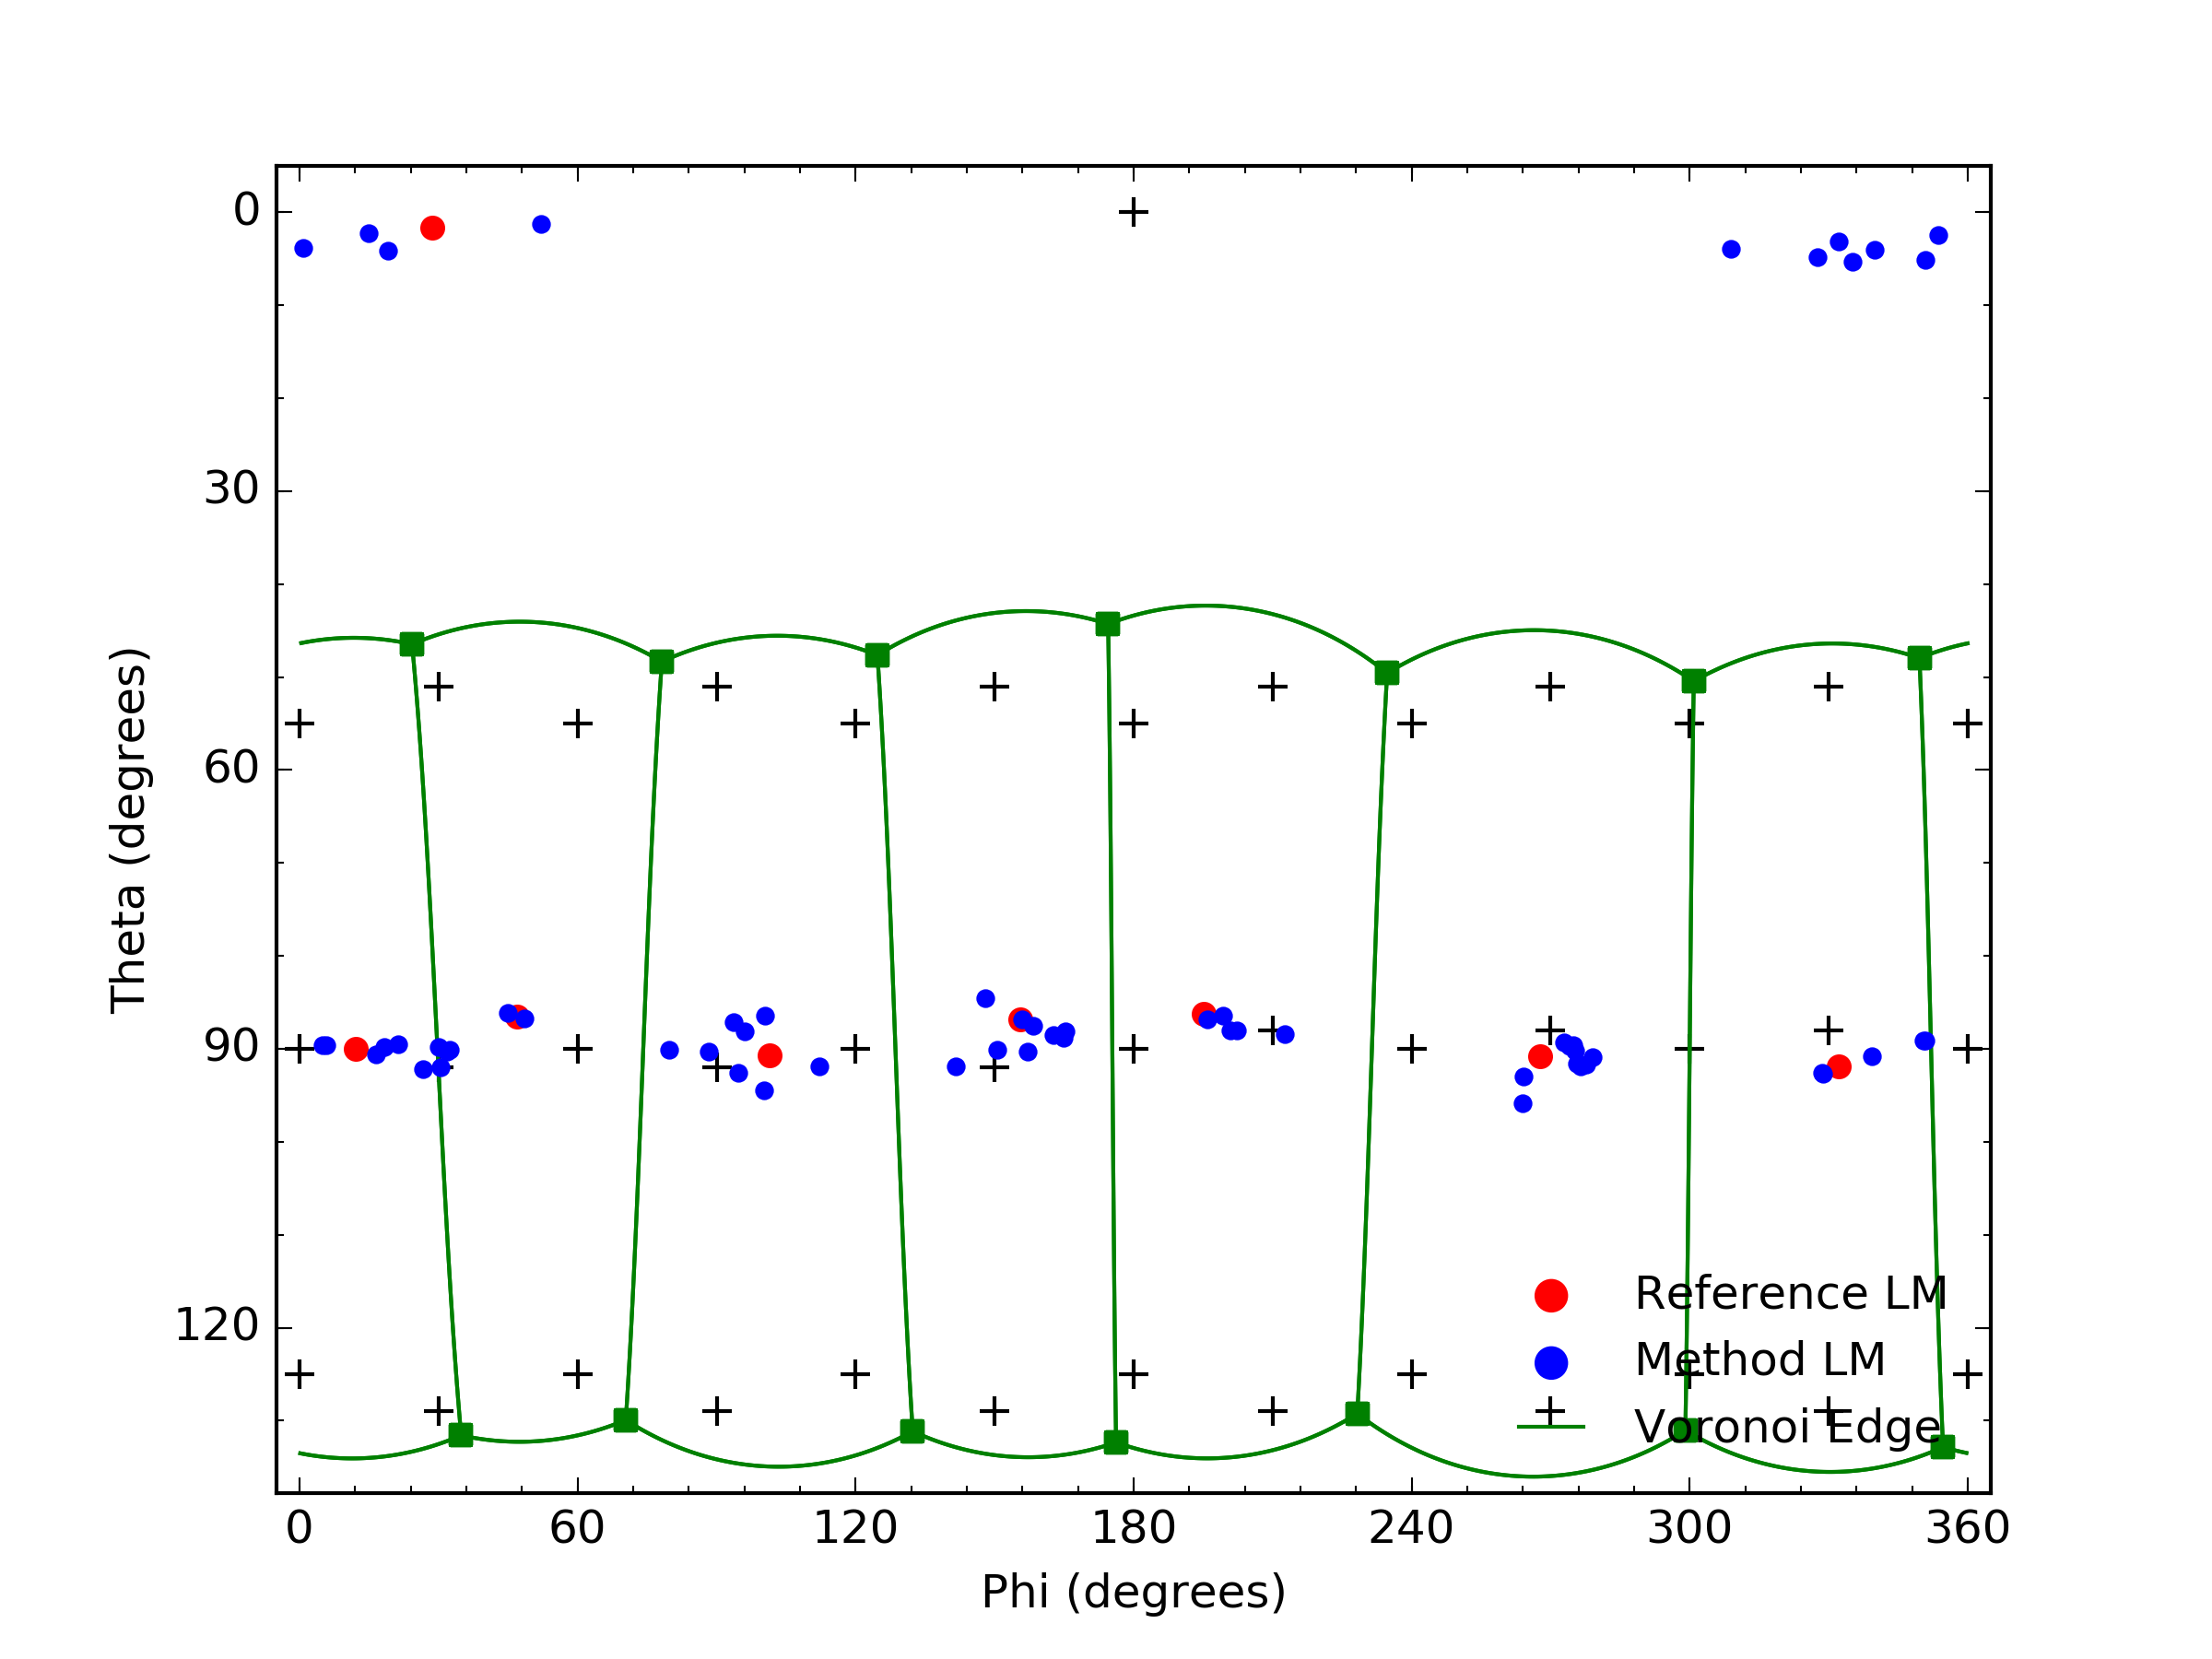 0
30
60
90
120
Theta (degrees)
Reference LM
Method LM
Voronoi Edge
0 60 120 180 240 300 360
Phi (degrees)